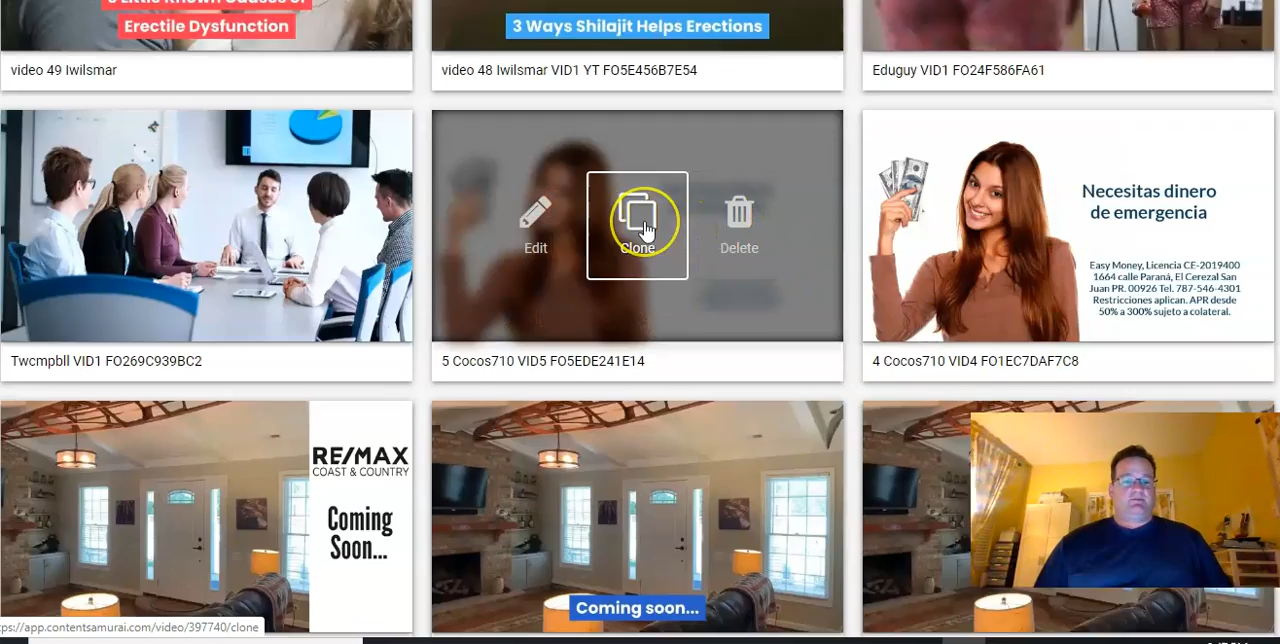 Erectile Dysfunction
3 Ways Shilajit Helps Erections
video 49 Iwilsmar
video 48 Iwilsmar VID1 YT FO5E456B7E54
Eduguy VID1 FO24F586FA61
Edit
Clone
Delete
Necesitas dinero
de emergencia
Easy Money, Licencia CE-2019400
1664 calle Paraná, El Cerezal San
Juan PR. 00926 Tel. 787-546-4301
Restricciones aplican. APR desde
50% a 300% sujeto a colateral.
Twcmpbll VID1 FO269C939BC2
5 Cocos710 VID5 FO5EDE241E14
4 Cocos710 VID4 FO1EC7DAF7C8
RE/MAX
COAST & COUNTRY
Coming
Soon...
Coming soon...
ps://app.contentsamurai.com/video/397740/clone